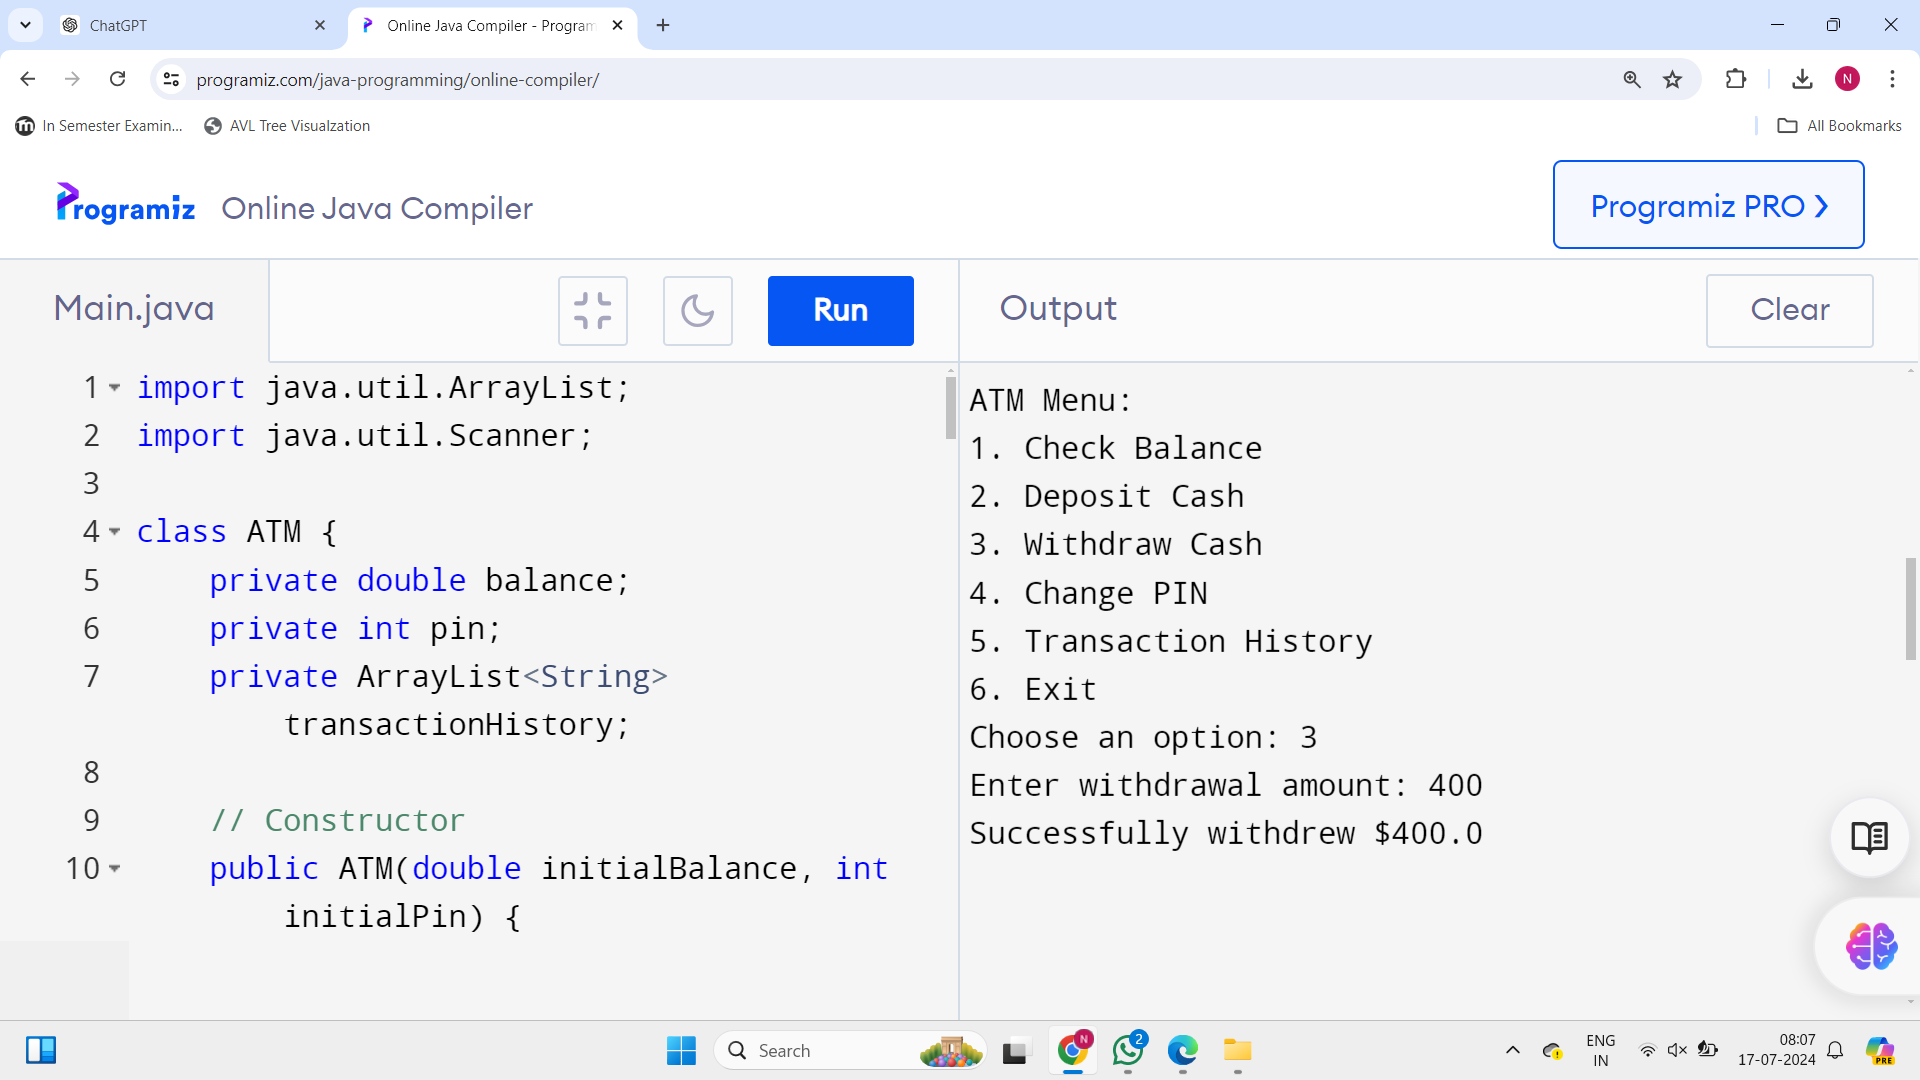 ChatGPT
Online Java Compiler - Program
programiz.com/java-programming/online-compiler/
N
In Semester Examin...
AVL Tree Visualzation
All Bookmarks
Programiz
Online Java Compiler
Programiz PRO
Main.java
Run
Output
Clear
1 import java.util.ArrayList;
2 import java.util.Scanner;
3
4 class ATM {
5 private double balance;
6 private int pin;
7 private ArrayList<String>
transactionHistory;
8
9 // Constructor
10 public ATM(double initialBalance, int
initialPin) {
ATM Menu:
1. Check Balance
2. Deposit Cash
3. Withdraw Cash
4. Change PIN
5. Transaction History
6. Exit
Choose an option: 3
Enter withdrawal amount: 400
Successfully withdrew $400.0
Search
N
2
ENG
IN
08:07
17-07-2024
PRE